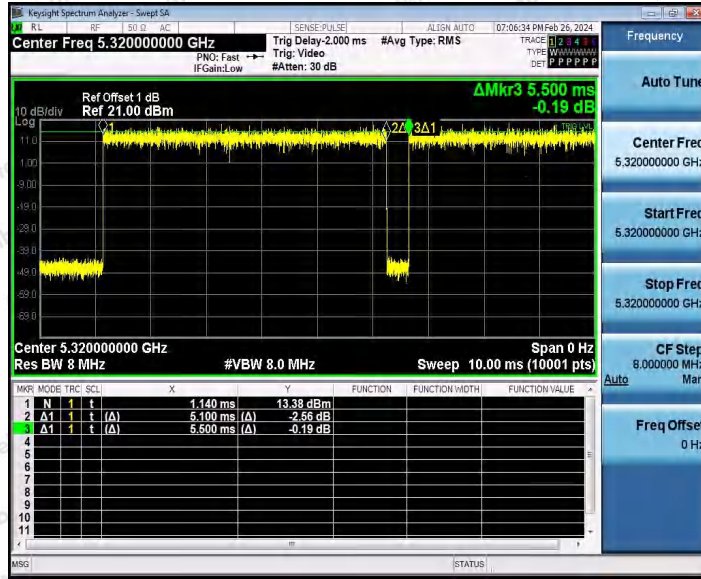 Keysight Spectrum Analyzer - Swept SA
RL RF 50 Ω AC SENSE:PULSE ALIGN AUTO 07:06:34 PM Feb 26, 2024
Center Freq 5.320000000 GHz
PNO: Fast
IFGain:Low
Trig Delay-2.000 ms
Trig: Video
#Atten: 30 dB
#Avg Type: RMS
TRACE 1 2 3 4 5 6
TYPE WWWWWW
DET P P P P P P
ΔMkr3 5.500 ms
-0.19 dB
Ref Offset 1 dB
10 dB/div Ref 21.00 dBm
Log
1 2Δ 3Δ1
TRIG LVL
11.0
1.00
-9.00
-19.0
-29.0
-39.0
-49.0
-59.0
-69.0
Center 5.320000000 GHz Span 0 Hz
Res BW 8 MHz #VBW 8.0 MHz Sweep 10.00 ms (10001 pts)
MKR MODE TRC SCL X Y FUNCTION FUNCTION WIDTH FUNCTION VALUE
1 N 1 t 1.140 ms 13.38 dBm
2 Δ1 1 t (Δ) 5.100 ms (Δ) -2.56 dB
3 Δ1 1 t (Δ) 5.500 ms (Δ) -0.19 dB
4
5
6
7
8
9
10
11
MSG STATUS
Frequency
Auto Tune
Center Freq
5.320000000 GHz
Start Freq
5.320000000 GHz
Stop Freq
5.320000000 GHz
CF Step
8.000000 MHz
Auto Man
Freq Offset
0 Hz